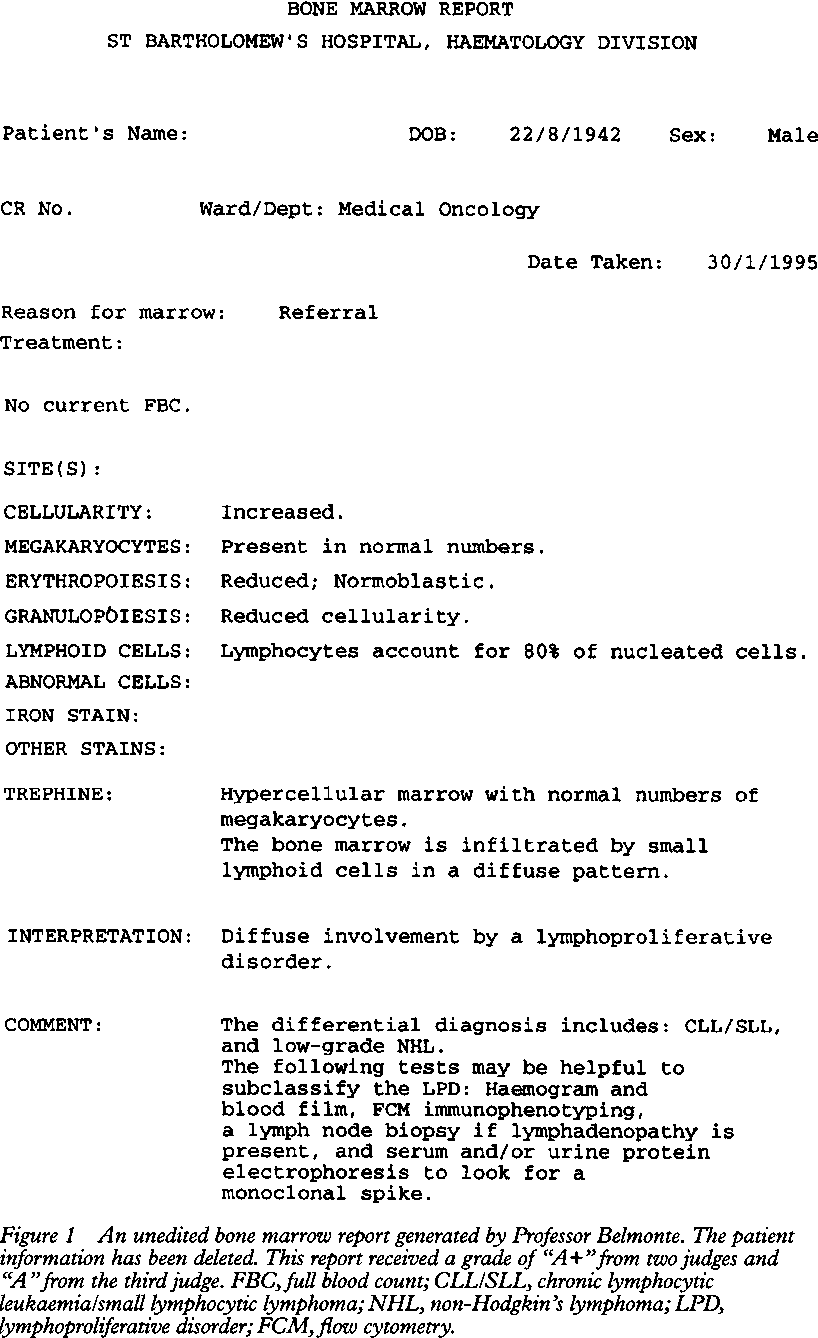 BONE MARROW REPORT
ST BARTHOLOMEW'S HOSPITAL, HAEMATOLOGY DIVISION
Patient's Name: DOB: 22/8/1942 Sex: Male
CR No. Ward/Dept: Medical Oncology
Date Taken: 30/1/1995
Reason for marrow: Referral
Treatment:
No current FBC.
SITE(S):
CELLULARITY: Increased.
MEGAKARYOCYTES: Present in normal numbers.
ERYTHROPOIESIS: Reduced; Normoblastic.
GRANULOPOIESIS: Reduced cellularity.
LYMPHOID CELLS: Lymphocytes account for 80% of nucleated cells.
ABNORMAL CELLS:
IRON STAIN:
OTHER STAINS:
TREPHINE: Hypercellular marrow with normal numbers of
megakaryocytes.
The bone marrow is infiltrated by small
lymphoid cells in a diffuse pattern.
INTERPRETATION: Diffuse involvement by a lymphoproliferative
disorder.
COMMENT: The differential diagnosis includes: CLL/SLL,
and low-grade NHL.
The following tests may be helpful to
subclassify the LPD: Haemogram and
blood film, FCM immunophenotyping,
a lymph node biopsy if lymphadenopathy is
present, and serum and/or urine protein
electrophoresis to look for a
monoclonal spike.
Figure 1 An unedited bone marrow report generated by Professor Belmonte. The patient
information has been deleted. This report received a grade of "A+" from two judges and
"A" from the third judge. FBC, full blood count; CLL/SLL, chronic lymphocytic
leukaemia/small lymphocytic lymphoma; NHL, non-Hodgkin's lymphoma; LPD,
lymphoproliferative disorder; FCM, flow cytometry.